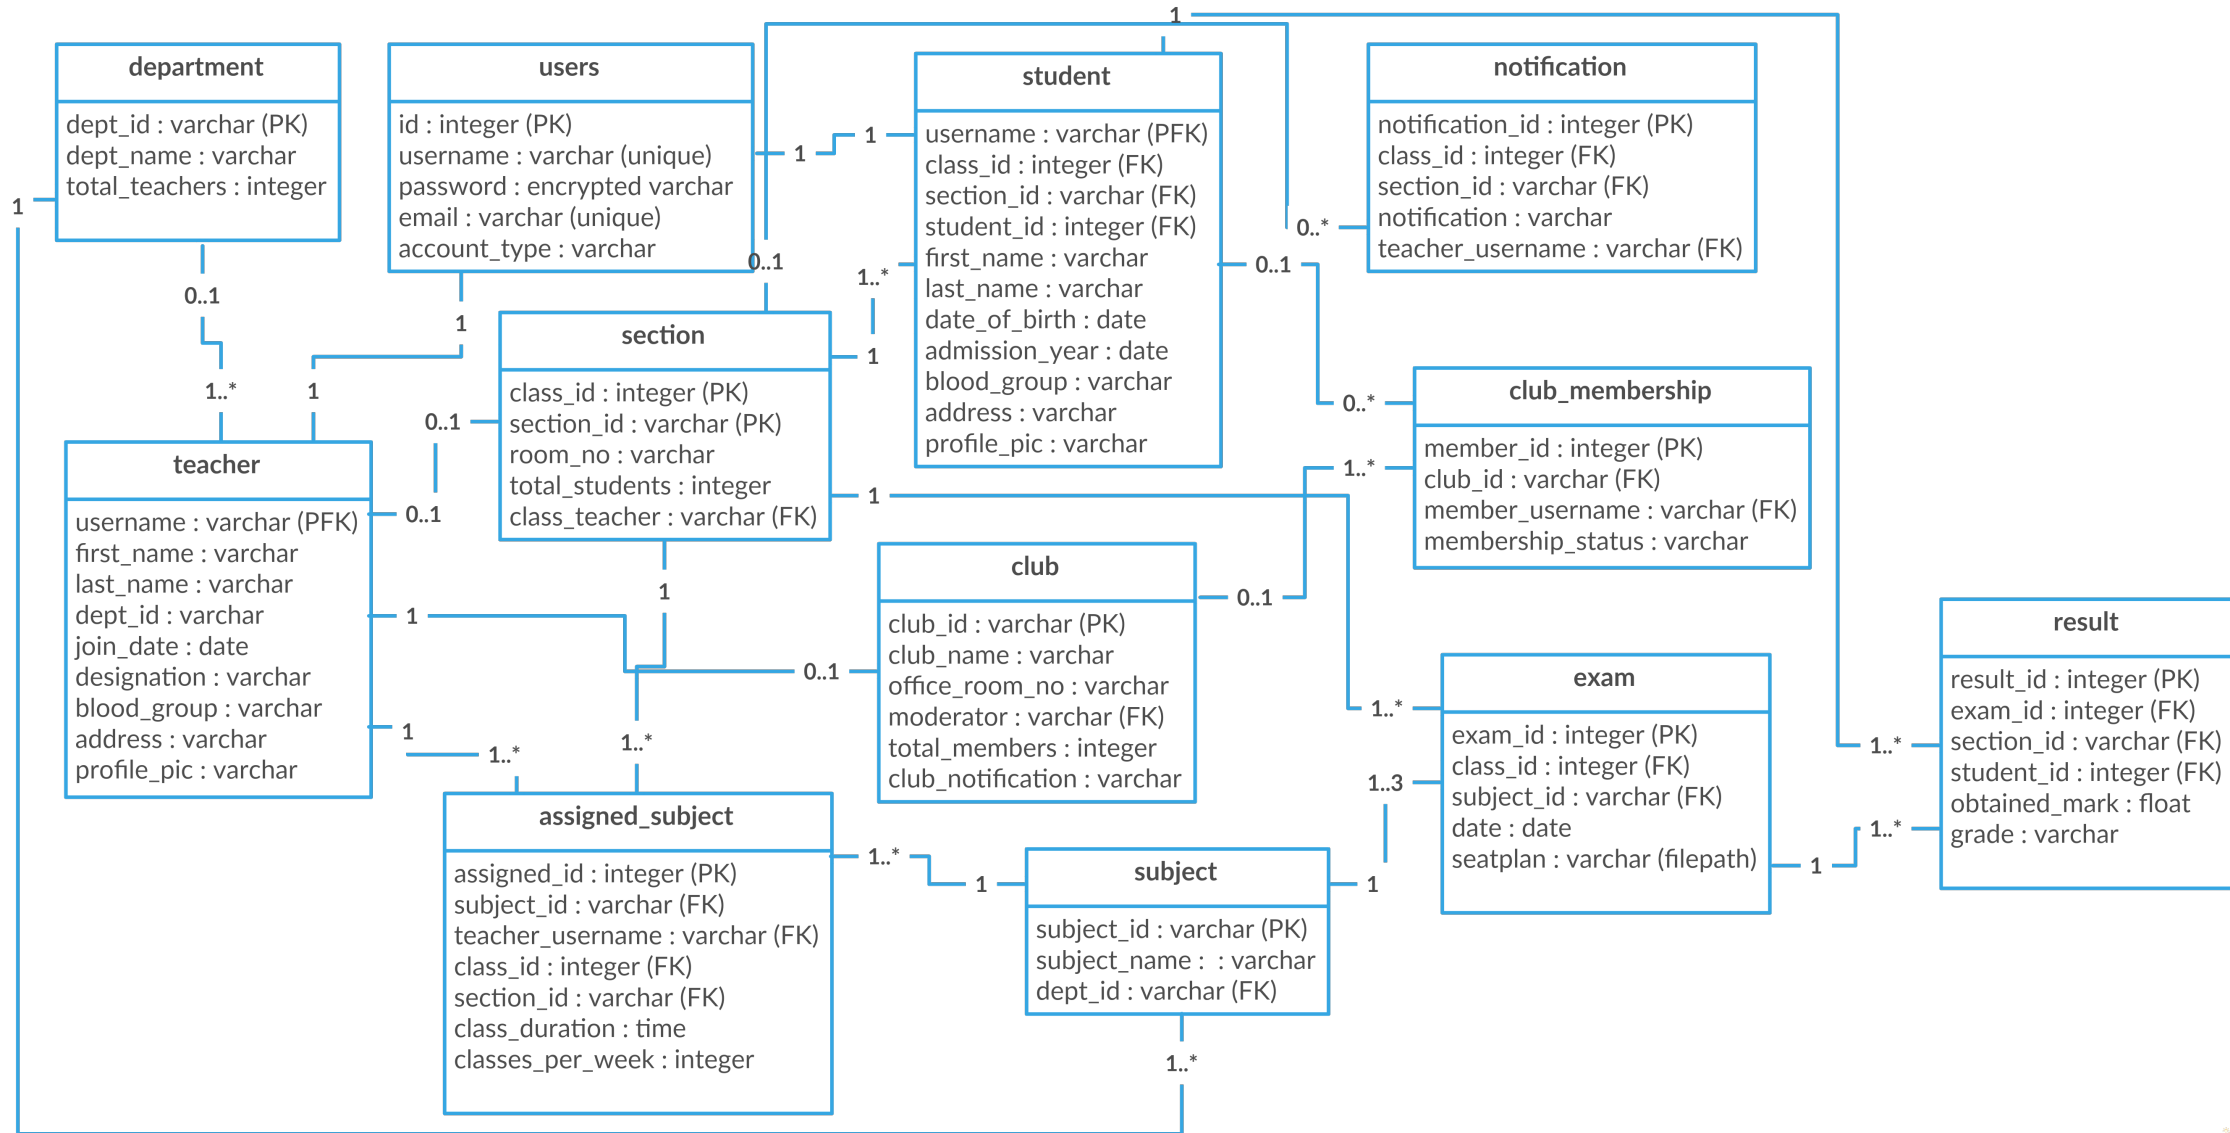 department
dept_id : varchar (PK)
dept_name : varchar
total_teachers : integer
users
id : integer (PK)
username : varchar (unique)
password : encrypted varchar
email : varchar (unique)
account_type : varchar
student
username : varchar (PFK)
class_id : integer (FK)
section_id : varchar (FK)
student_id : integer (FK)
first_name : varchar
last_name : varchar
date_of_birth : date
admission_year : date
blood_group : varchar
address : varchar
profile_pic : varchar
notification
notification_id : integer (PK)
class_id : integer (FK)
section_id : varchar (FK)
notification : varchar
teacher_username : varchar (FK)
1
1
1
1
0..1
0..1
0..*
1..*
0..1
1
1
1..*
1
0..1
0..1
0..*
1..*
section
class_id : integer (PK)
section_id : varchar (PK)
room_no : varchar
total_students : integer
class_teacher : varchar (FK)
club_membership
member_id : integer (PK)
club_id : varchar (FK)
member_username : varchar (FK)
membership_status : varchar
teacher
username : varchar (PFK)
first_name : varchar
last_name : varchar
dept_id : varchar
join_date : date
designation : varchar
blood_group : varchar
address : varchar
profile_pic : varchar
1
1
1
0..1
0..1
1..*
1
1..*
1..*
club
club_id : varchar (PK)
club_name : varchar
office_room_no : varchar
moderator : varchar (FK)
total_members : integer
club_notification : varchar
exam
exam_id : integer (PK)
class_id : integer (FK)
subject_id : varchar (FK)
date : date
seatplan : varchar (filepath)
result
result_id : integer (PK)
exam_id : integer (FK)
section_id : varchar (FK)
student_id : integer (FK)
obtained_mark : float
grade : varchar
1..*
1..3
1..*
1
1..*
1
1
assigned_subject
assigned_id : integer (PK)
subject_id : varchar (FK)
teacher_username : varchar (FK)
class_id : integer (FK)
section_id : varchar (FK)
class_duration : time
classes_per_week : integer
subject
subject_id : varchar (PK)
subject_name : : varchar
dept_id : varchar (FK)
1..*